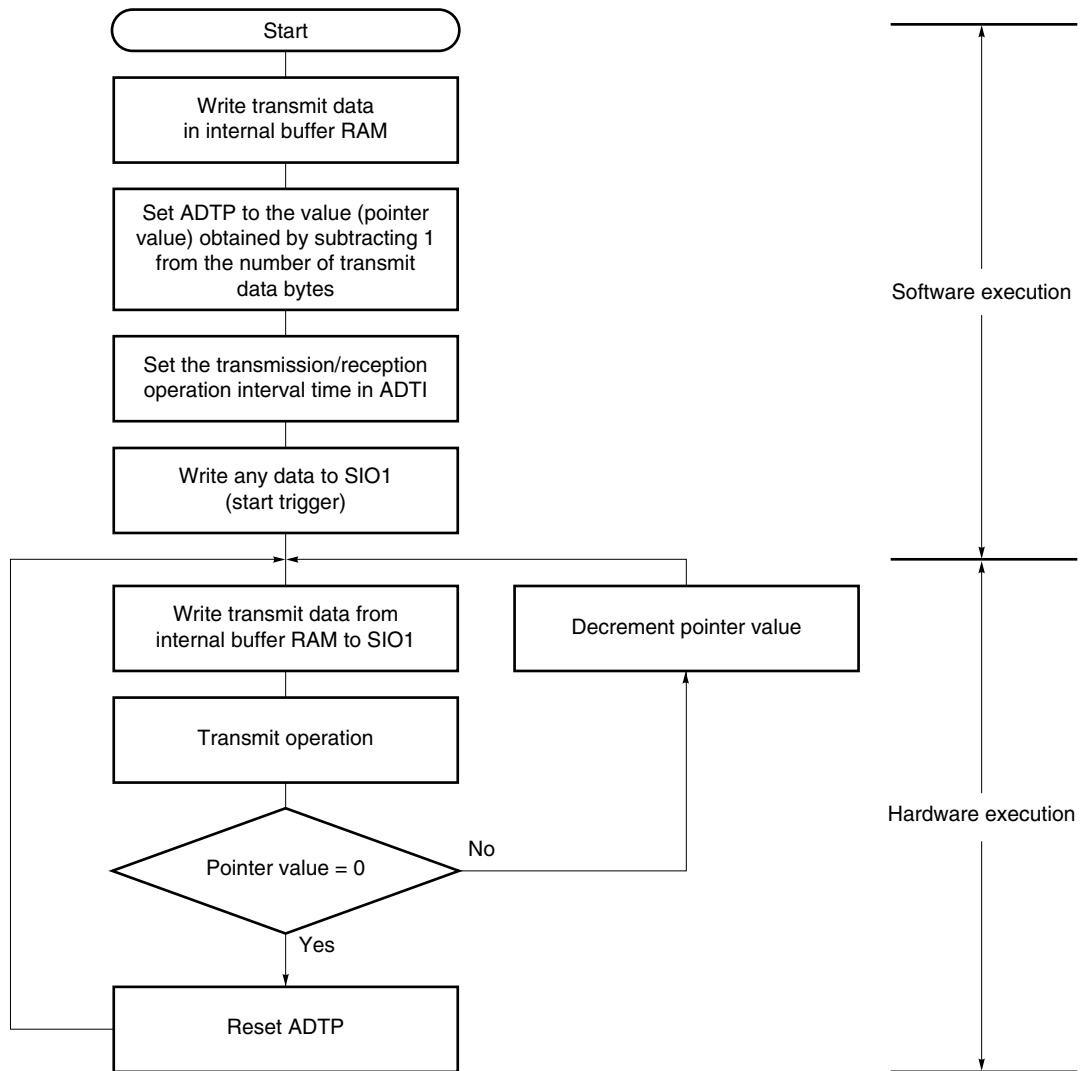 Start
Write transmit data
in internal buffer RAM
Set ADTP to the value (pointer
value) obtained by subtracting 1
from the number of transmit
data bytes
Software execution
Set the transmission/reception
operation interval time in ADTI
Write any data to SIO1
(start trigger)
Write transmit data from
internal buffer RAM to SIO1
Decrement pointer value
Transmit operation
Hardware execution
Pointer value = 0
No
Yes
Reset ADTP